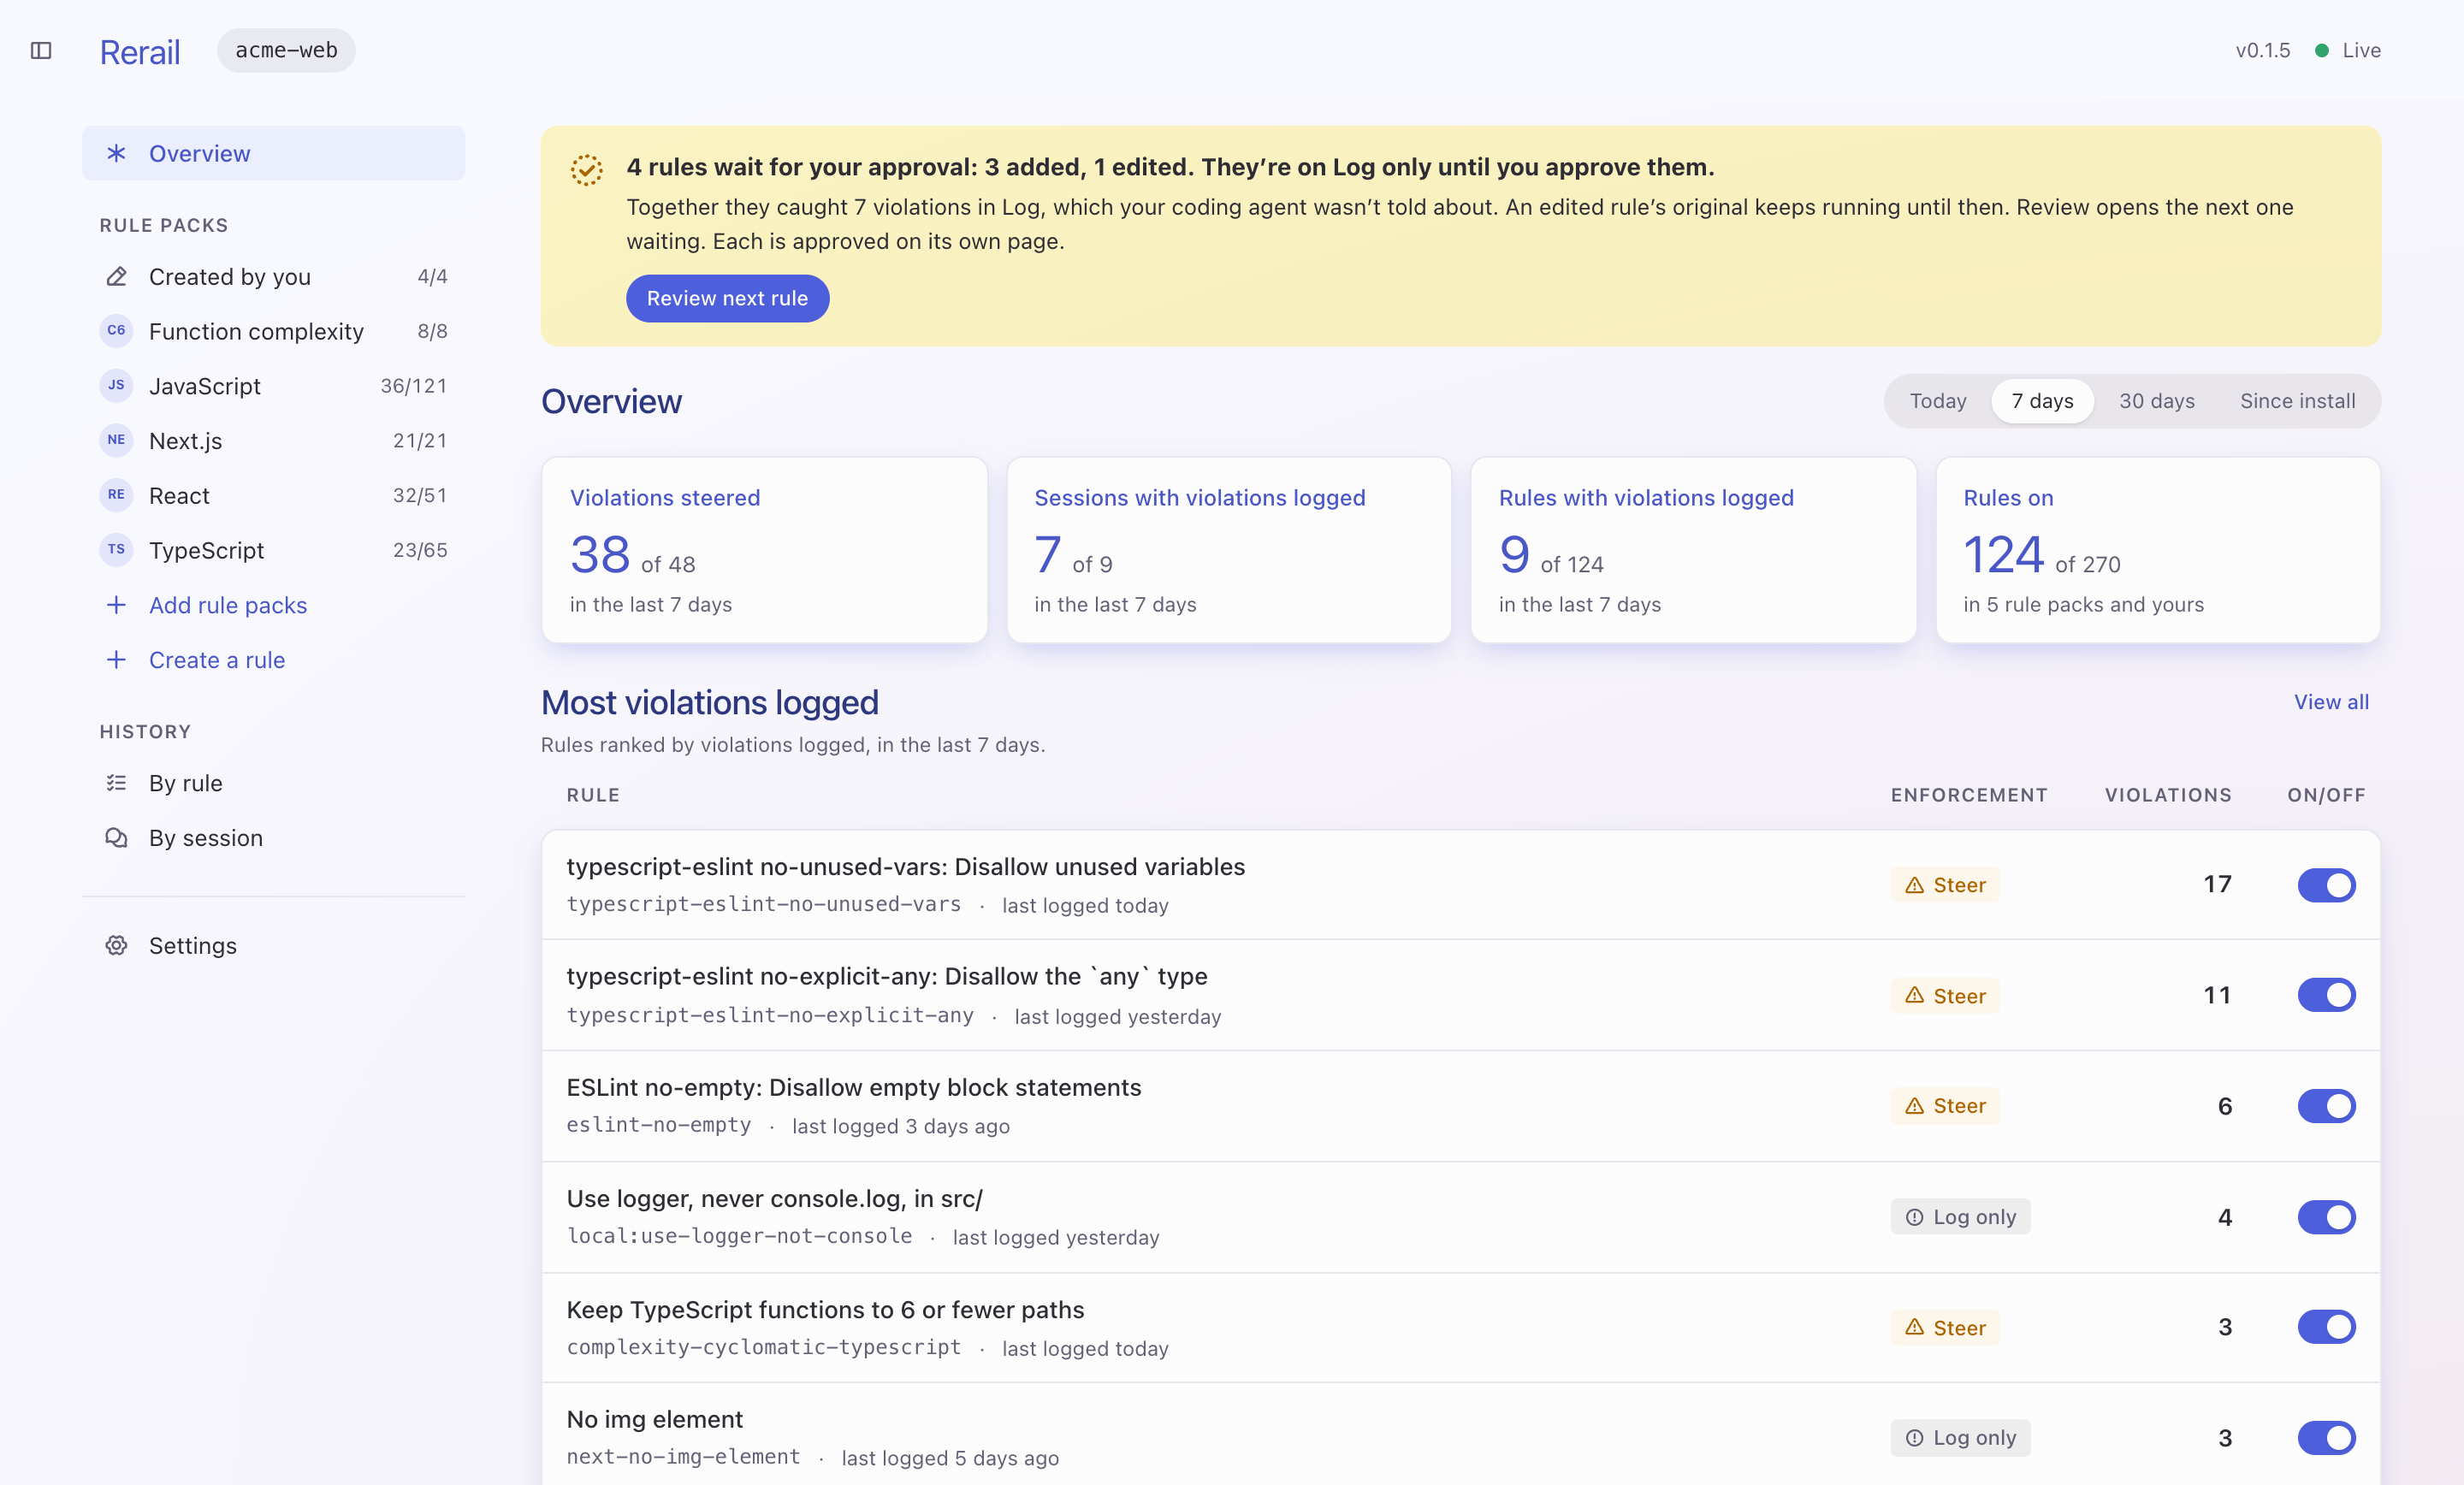 Rerail
acme-web
v0.1.5
Live
Overview
RULE PACKS
Created by you 4/4
C6 Function complexity 8/8
JS JavaScript 36/121
NE Next.js 21/21
RE React 32/51
TS TypeScript 23/65
Add rule packs
Create a rule
HISTORY
By rule
By session
Settings
4 rules wait for your approval: 3 added, 1 edited. They’re on Log only until you approve them.
Together they caught 7 violations in Log, which your coding agent wasn’t told about. An edited rule’s original keeps running until then. Review opens the next one
waiting. Each is approved on its own page.
Review next rule
Overview
Today 7 days 30 days Since install
Violations steered
38 of 48
in the last 7 days
Sessions with violations logged
7 of 9
in the last 7 days
Rules with violations logged
9 of 124
in the last 7 days
Rules on
124 of 270
in 5 rule packs and yours
Most violations logged
View all
Rules ranked by violations logged, in the last 7 days.
RULE ENFORCEMENT VIOLATIONS ON/OFF
typescript-eslint no-unused-vars: Disallow unused variables
typescript-eslint-no-unused-vars · last logged today
Steer 17
typescript-eslint no-explicit-any: Disallow the `any` type
typescript-eslint-no-explicit-any · last logged yesterday
Steer 11
ESLint no-empty: Disallow empty block statements
eslint-no-empty · last logged 3 days ago
Steer 6
Use logger, never console.log, in src/
local:use-logger-not-console · last logged yesterday
Log only 4
Keep TypeScript functions to 6 or fewer paths
complexity-cyclomatic-typescript · last logged today
Steer 3
No img element
next-no-img-element · last logged 5 days ago
Log only 3